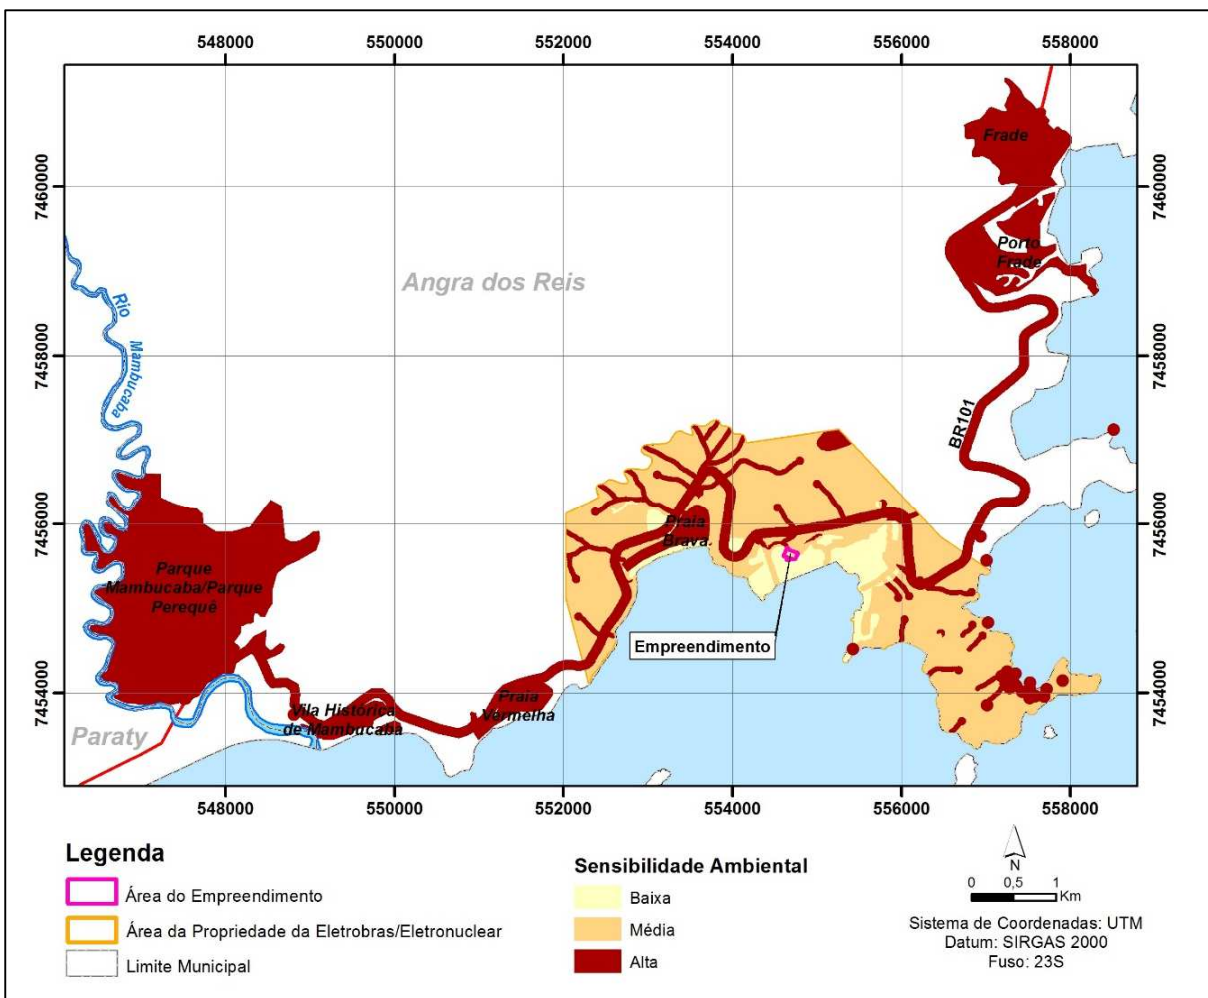 548000
550000
552000
554000
556000
558000
Frade
7460000
7460000
Porto
Frade
Angra dos Reis
Rio
Mambucaba
7458000
7458000
BR101
7456000
7456000
Praia
Brava
Parque
Mambucaba/Parque
Perequê
Empreendimento
7454000
7454000
Praia
Vermelha
Vila Histórica
de Mambucaba
Paraty
548000
550000
552000
554000
556000
558000
Legenda
Área do Empreendimento
Área da Propriedade da Eletrobras/Eletronuclear
Limite Municipal
Sensibilidade Ambiental
Baixa
Média
Alta
N
0 0,5 1
Km
Sistema de Coordenadas: UTM
Datum: SIRGAS 2000
Fuso: 23S